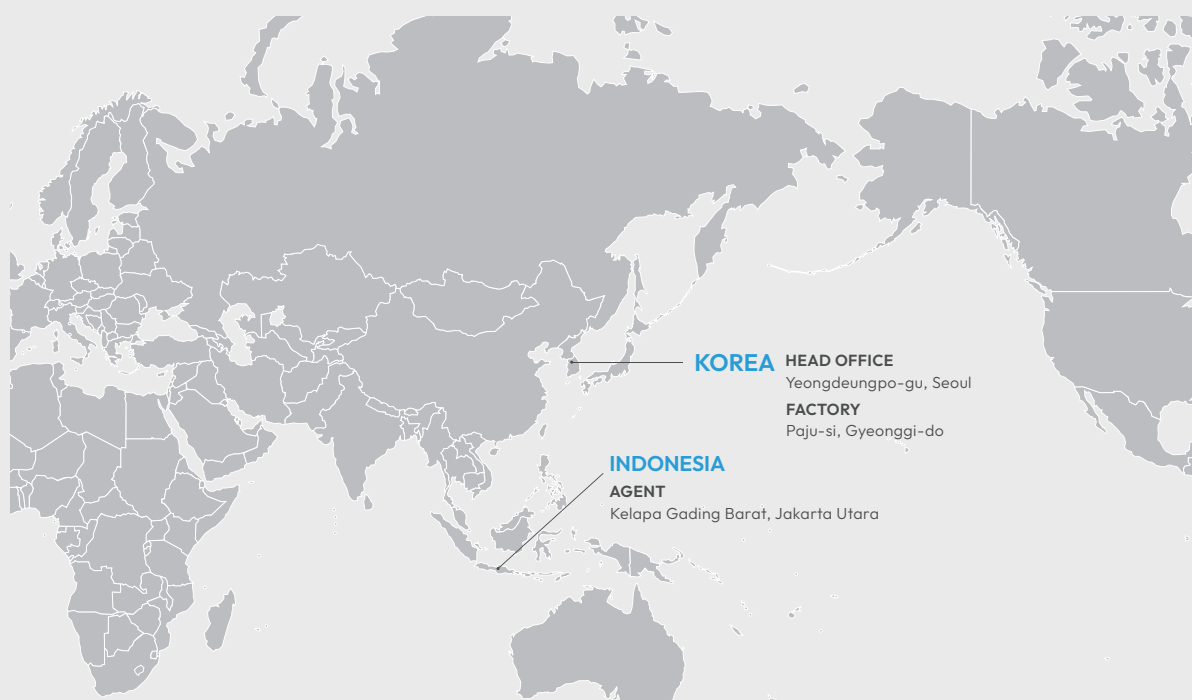 KOREA HEAD OFFICE
Yeongdeungpo-gu, Seoul
FACTORY
Paju-si, Gyeonggi-do
INDONESIA
AGENT
Kelapa Gading Barat, Jakarta Utara